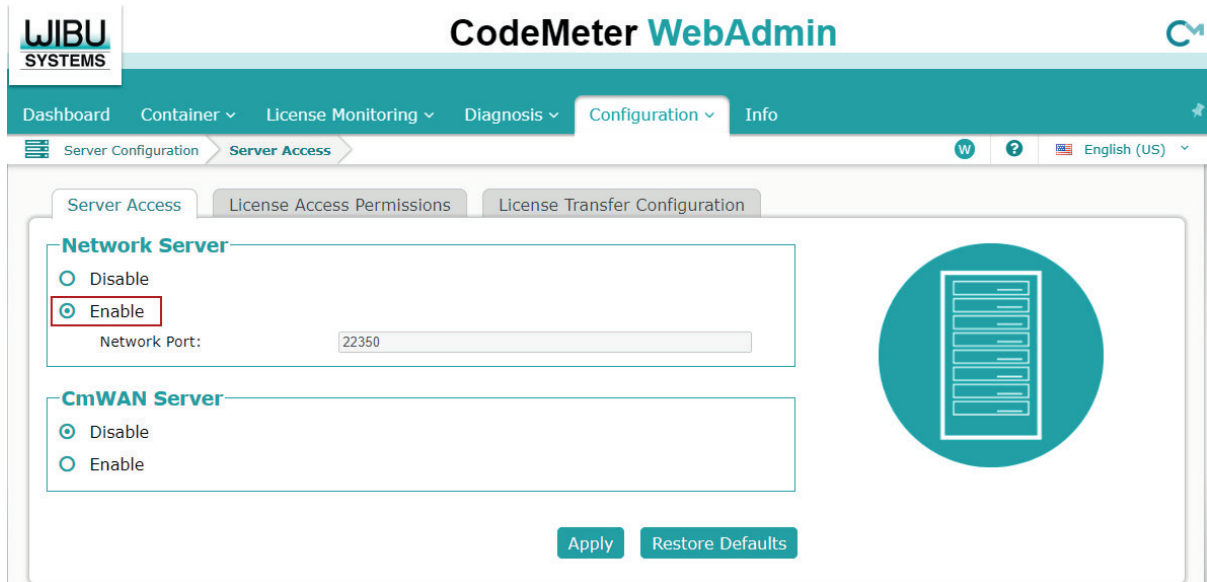 WIBU
SYSTEMS
CodeMeter WebAdmin
CM
Dashboard Container License Monitoring Diagnosis Configuration Info
Server Configuration Server Access W ? English (US)
Server Access License Access Permissions License Transfer Configuration
Network Server
Disable
Enable
Network Port: 22350
CmWAN Server
Disable
Enable
Apply Restore Defaults